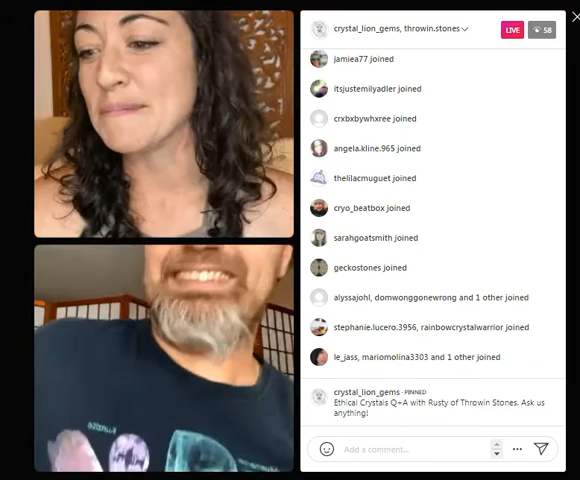 crystal_lion_gems, throwin.stones
LIVE
58
jamiea77 joined
itsjustemilyadler joined
crxbxbywhxree joined
angela.kline.965 joined
thelilacmuguet joined
cryo_beatbox joined
sarahgoatsmith joined
geckostones joined
alyssajohl, domwonggonewrong and 1 other joined
stephanie.lucero.3956, rainbowcrystalwarrior joined
le_jass, mariomolina3303 and 1 other joined
crystal_lion_gems · PINNED
Ethical Crystals Q+A with Rusty of Throwin Stones. Ask us
anything!
Add a comment...